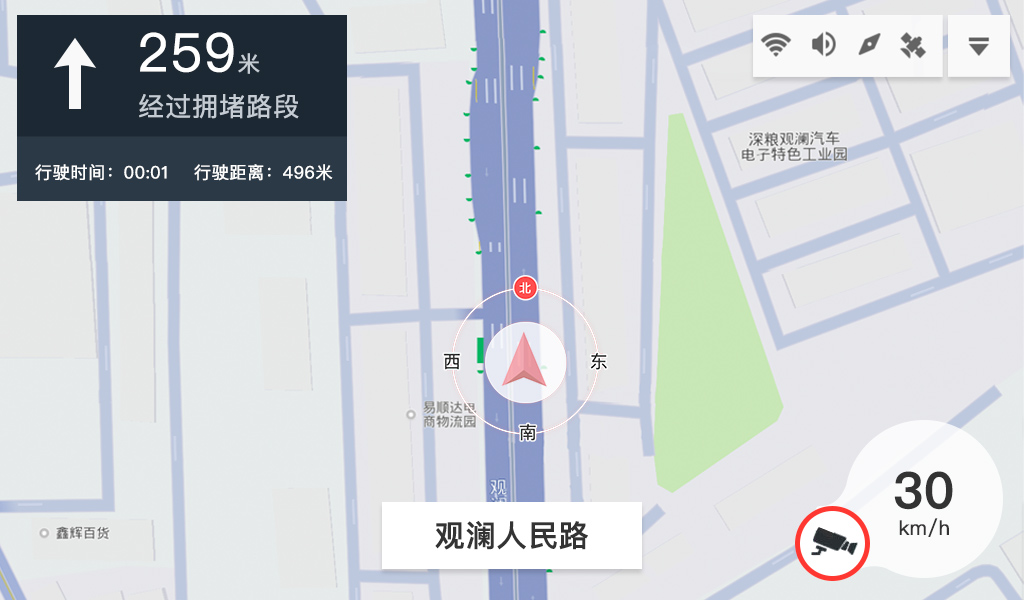 259米
经过拥堵路段
行驶时间：00:01 行驶距离：496米
深粮观澜汽车
电子特色工业园
北
西
东
南
易顺达电
商物流园
观
鑫辉百货
观澜人民路
30
km/h